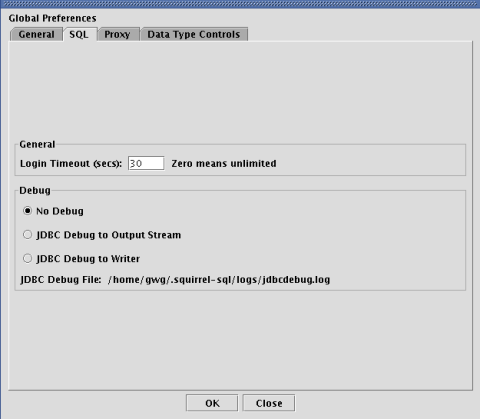 Global Preferences
General SQL Proxy Data Type Controls
General
Login Timeout (secs): 30 Zero means unlimited
Debug
No Debug
JDBC Debug to Output Stream
JDBC Debug to Writer
JDBC Debug File: /home/gwg/.squirrel-sql/logs/jdbcdebug.log
OK Close